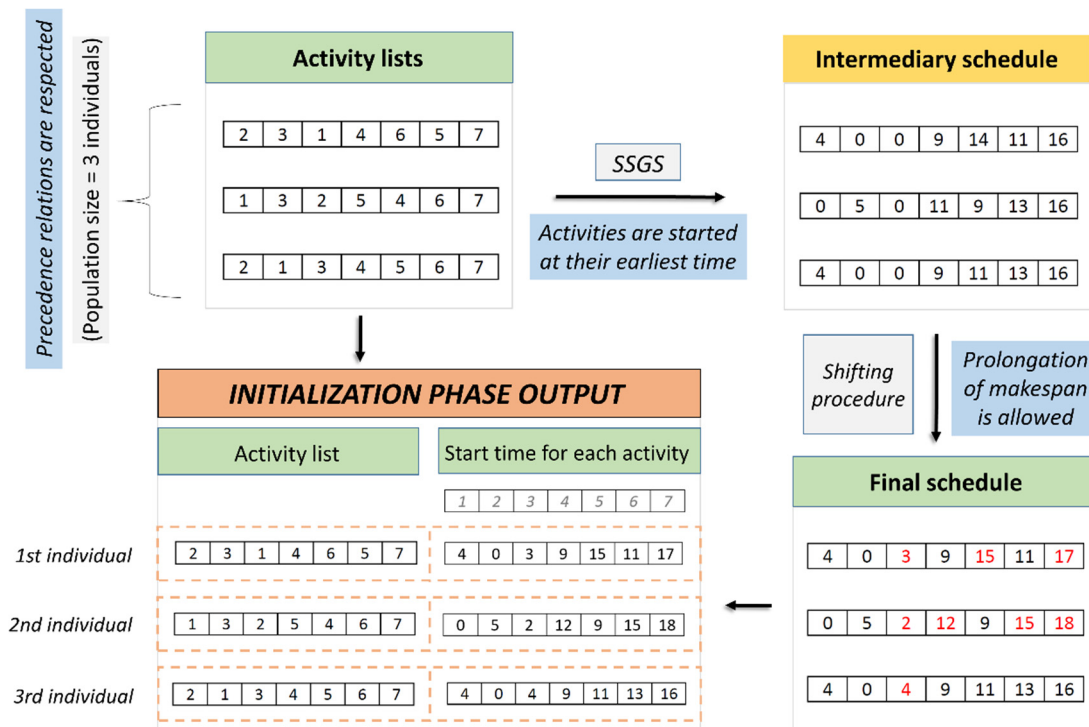 Precedence relations are respected
(Population size = 3 individuals)
Activity lists
2 3 1 4 6 5 7
1 3 2 5 4 6 7
2 1 3 4 5 6 7
SSGS
Activities are started
at their earliest time
Intermediary schedule
4 0 0 9 14 11 16
0 5 0 11 9 13 16
4 0 0 9 11 13 16
Shifting
procedure
Prolongation
of makespan
is allowed
Final schedule
4 0 3 9 15 11 17
0 5 2 12 9 15 18
4 0 4 9 11 13 16
INITIALIZATION PHASE OUTPUT
Activity list
Start time for each activity
1 2 3 4 5 6 7
1st individual
2 3 1 4 6 5 7
4 0 3 9 15 11 17
2nd individual
1 3 2 5 4 6 7
0 5 2 12 9 15 18
3rd individual
2 1 3 4 5 6 7
4 0 4 9 11 13 16